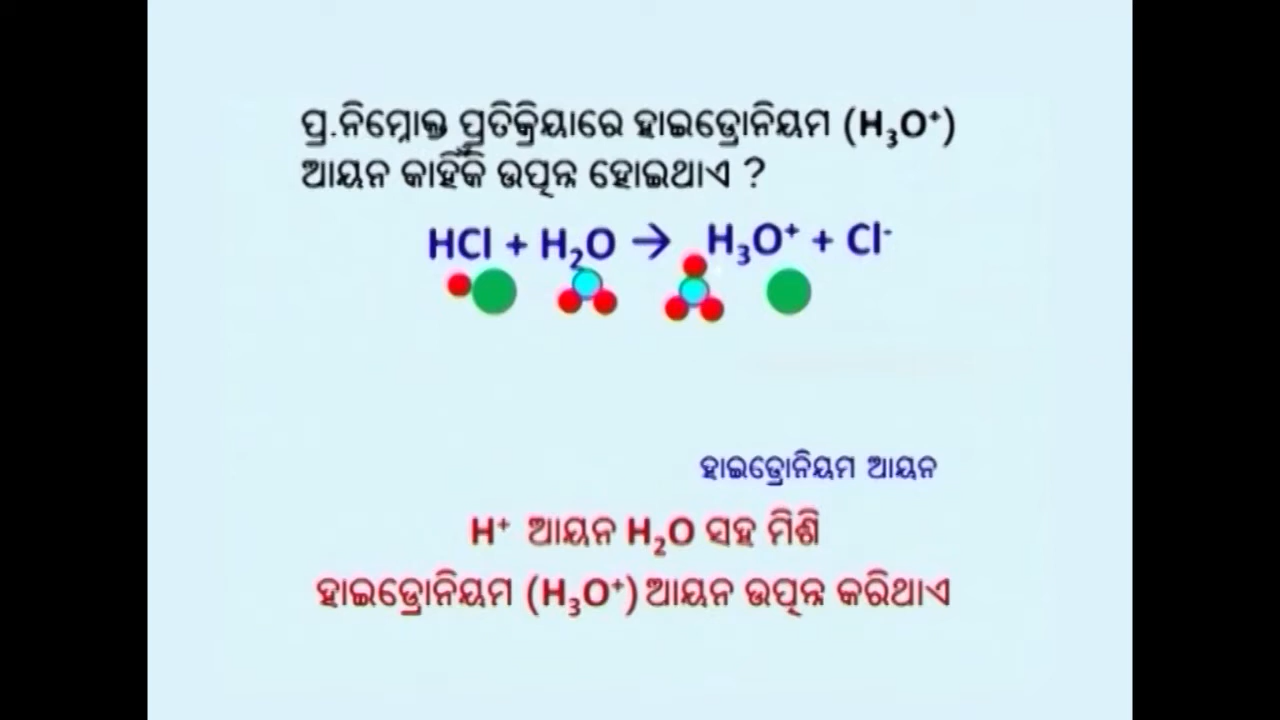 ପ୍ର.ନିମ୍ନୋକ୍ତ ପ୍ରତିକ୍ରିୟାରେ ହାଇଡ୍ରୋନିୟମ (H₃O⁺)
ଆୟନ କାହିଁକି ଉତ୍ପନ୍ନ ହୋଇଥାଏ ?
HCl + H₂O → H₃O⁺ + Cl⁻
ହାଇଡ୍ରୋନିୟମ ଆୟନ
H⁺ ଆୟନ H₂O ସହ ମିଶି
ହାଇଡ୍ରୋନିୟମ (H₃O⁺) ଆୟନ ଉତ୍ପନ୍ନ କରିଥାଏ